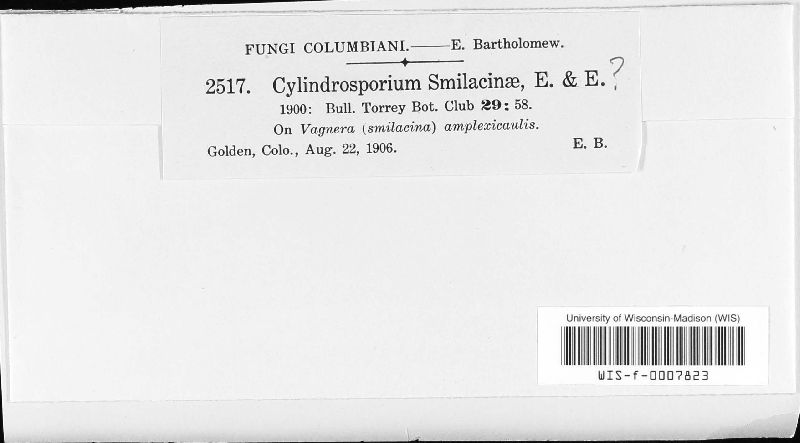 FUNGI COLUMBIANI.——E. Bartholomew.
2517. Cylindrosporium Smilacinæ, E. & E. ?
1900: Bull. Torrey Bot. Club 29: 58.
On Vagnera (smilacina) amplexicaulis.
Golden, Colo., Aug. 22, 1906. E. B.
University of Wisconsin-Madison (WIS)
WIS-f-0007823